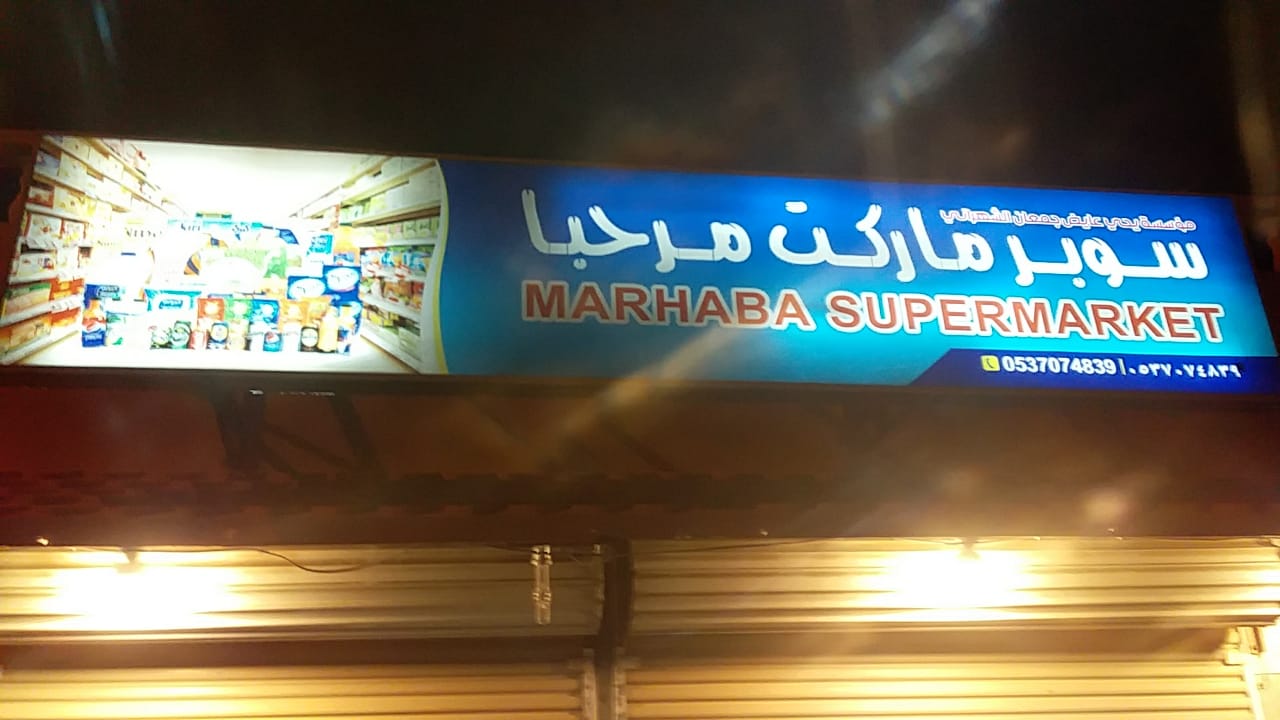 مؤسسة يحي عايض جمعان الشهراني
سوبر ماركت مرحبا
MARHABA SUPERMARKET
0537074839 | ٠٥٣٧٠٧٤٨٣٩